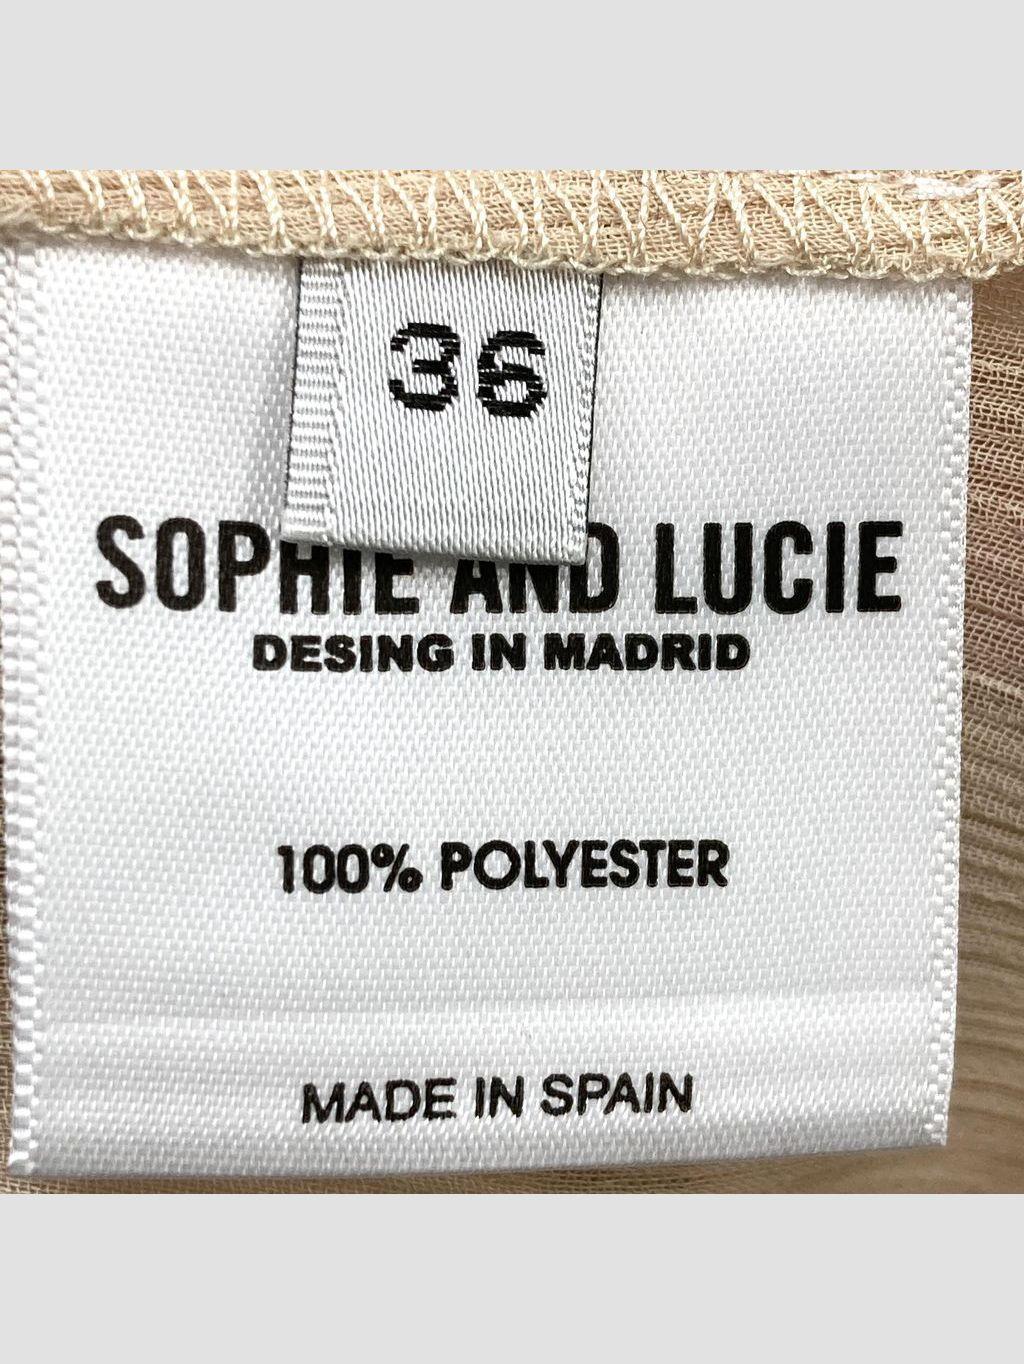 36
SOPHIE AND LUCIE
DESING IN MADRID
100% POLYESTER
MADE IN SPAIN